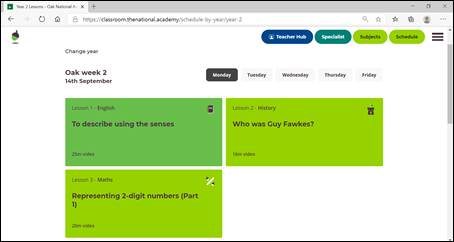 Year 2 Lessons - Oak National A
https://classroom.thenational.academy/schedule-by-year/year-2
Teacher Hub
Specialist
Subjects
Schedule
Change year
Oak week 2
14th September
Monday
Tuesday
Wednesday
Thursday
Friday
Lesson 1 - English
To describe using the senses
25m video
Lesson 2 - History
Who was Guy Fawkes?
16m video
Lesson 3 - Maths
Representing 2-digit numbers (Part
1)
20m video